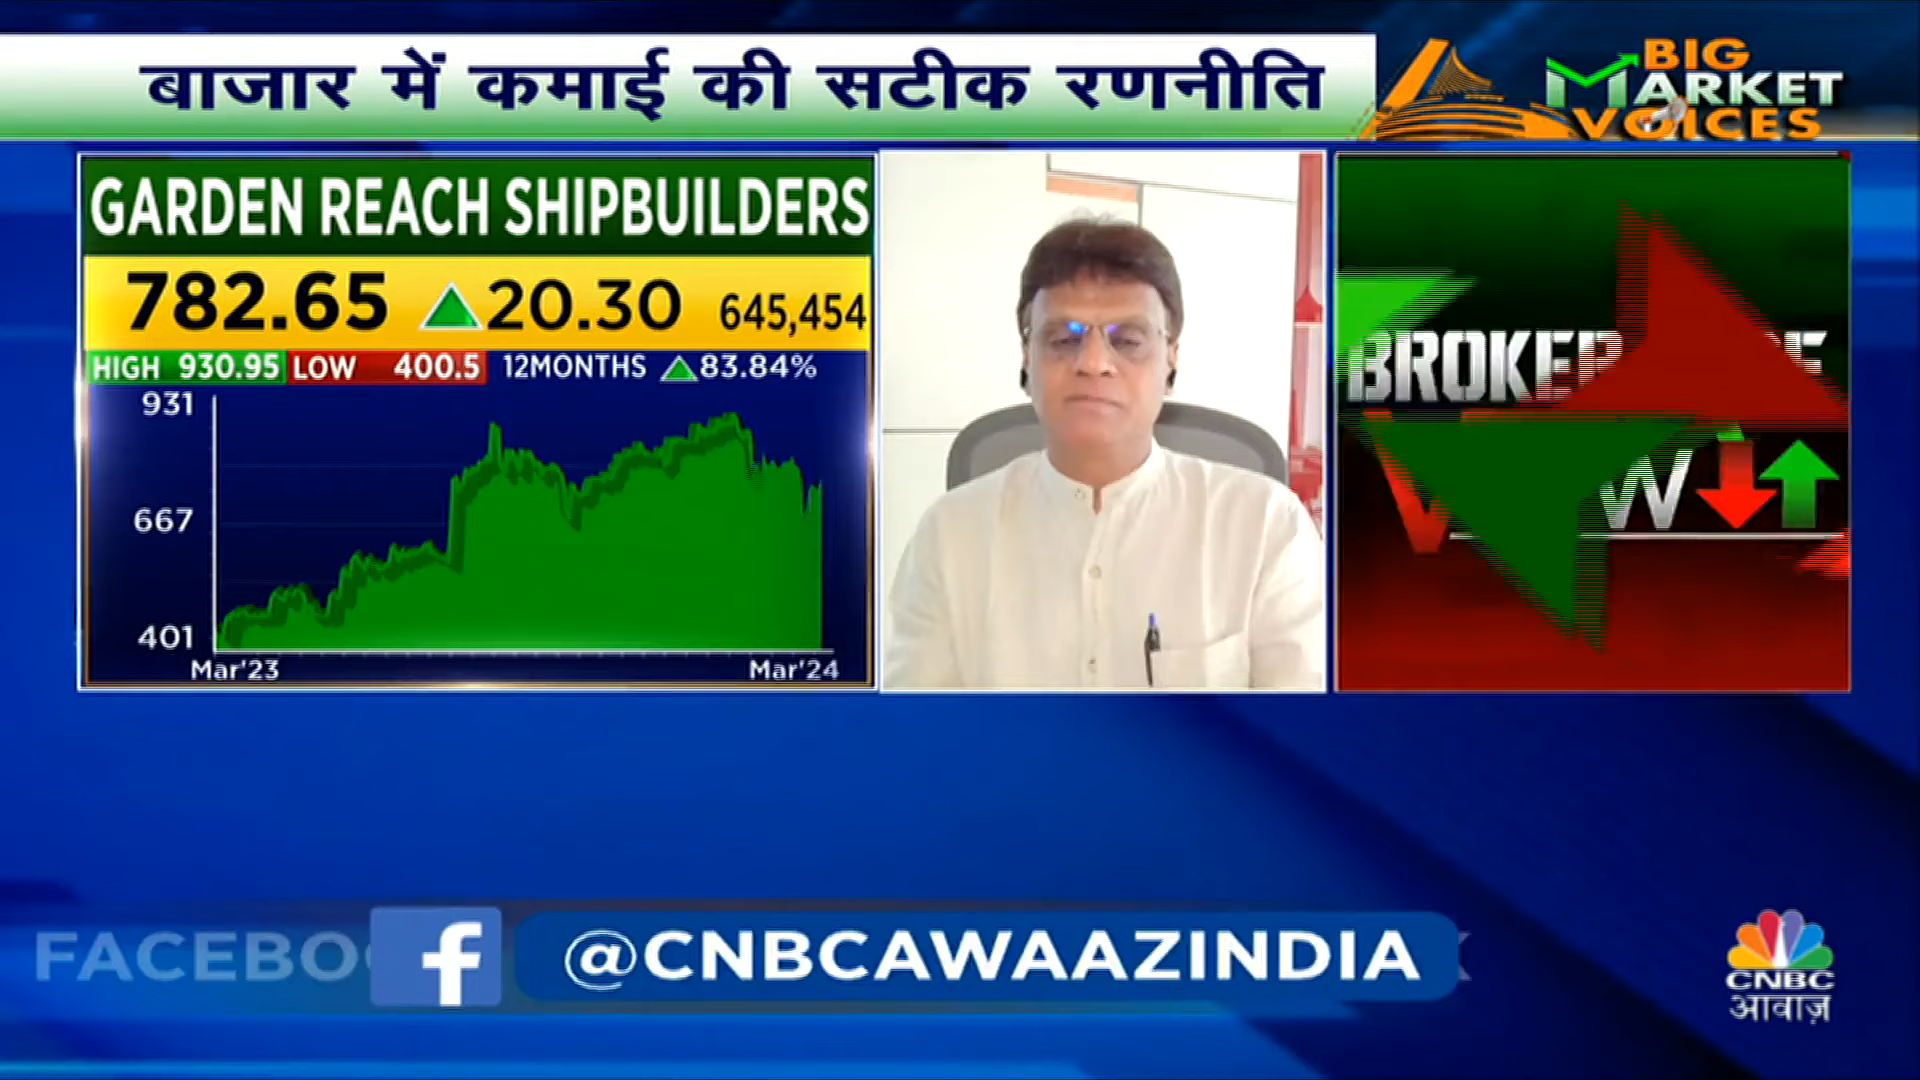 बाजार में कमाई की सटीक रणनीति
BIG
MARKET
VOICES
GARDEN REACH SHIPBUILDERS
782.65 ▲20.30 645,454
HIGH 930.95 LOW 400.5 12MONTHS ▲83.84%
931
667
401
Mar'23 Mar'24
@CNBCAWAAZINDIA
CNBC
आवाज़